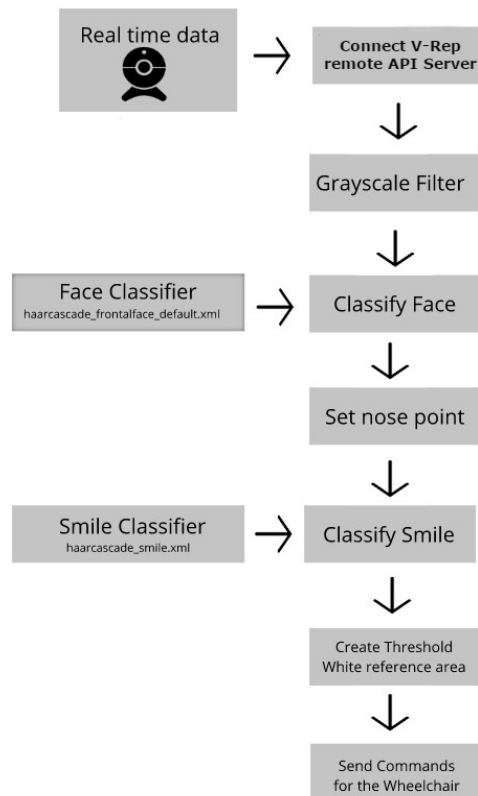 Real time data
Connect V-Rep
remote API Server
Grayscale Filter
Face Classifier
haarcascade_frontalface_default.xml
Classify Face
Set nose point
Smile Classifier
haarcascade_smile.xml
Classify Smile
Create Threshold
White reference area
Send Commands
for the Wheelchair